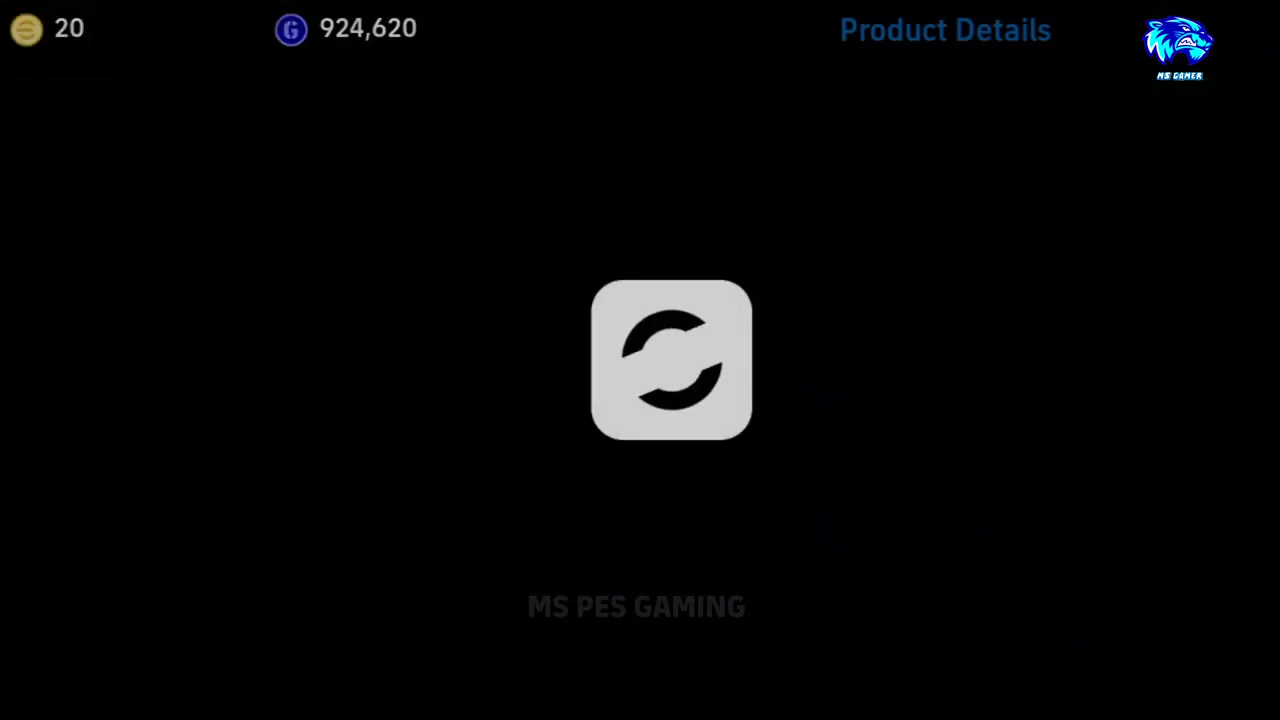 20
924,620
Product Details
MS GAMER
MS PES GAMING